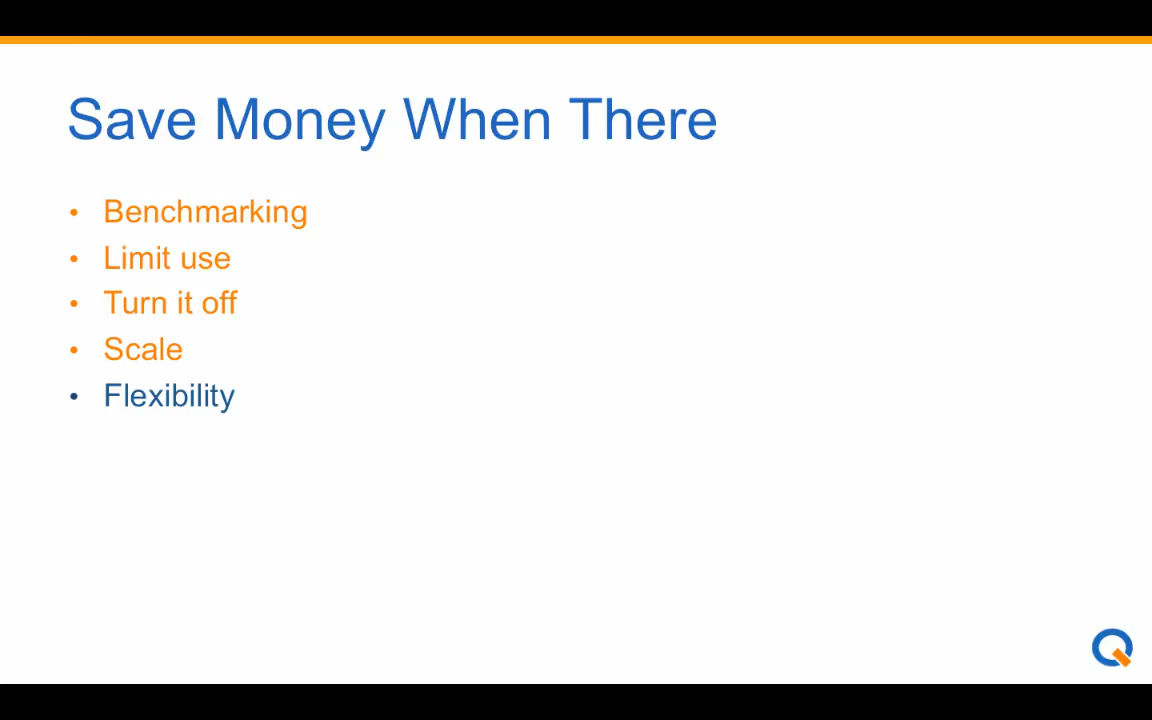 Save Money When There
• Benchmarking
• Limit use
• Turn it off
• Scale
• Flexibility